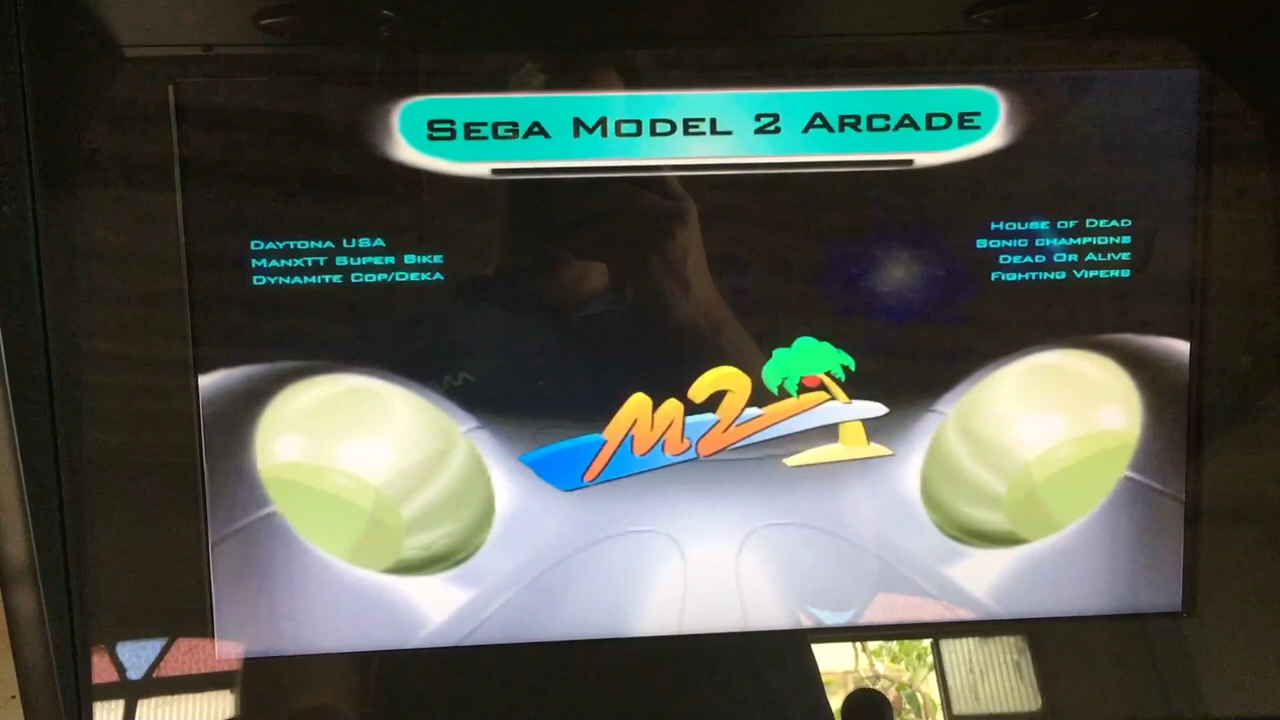 SEGA MODEL 2 ARCADE
DAYTONA USA
MANXTT SUPER BIKE
DYNAMITE COP/DEKA
HOUSE OF DEAD
SONIC CHAMPIONS
DEAD OR ALIVE
FIGHTING VIPERS
M2